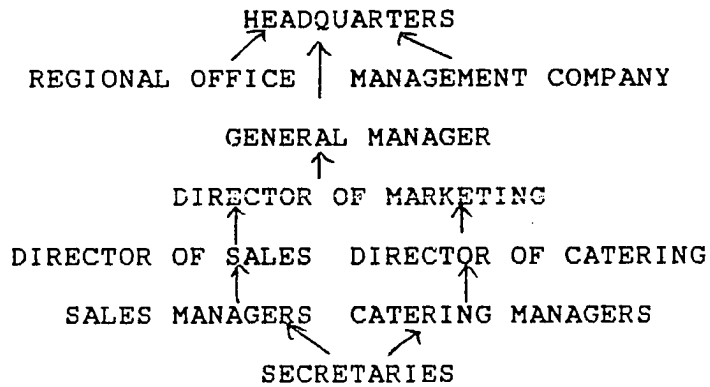 HEADQUARTERS
REGIONAL OFFICE MANAGEMENT COMPANY
GENERAL MANAGER
DIRECTOR OF MARKETING
DIRECTOR OF SALES DIRECTOR OF CATERING
SALES MANAGERS CATERING MANAGERS
SECRETARIES